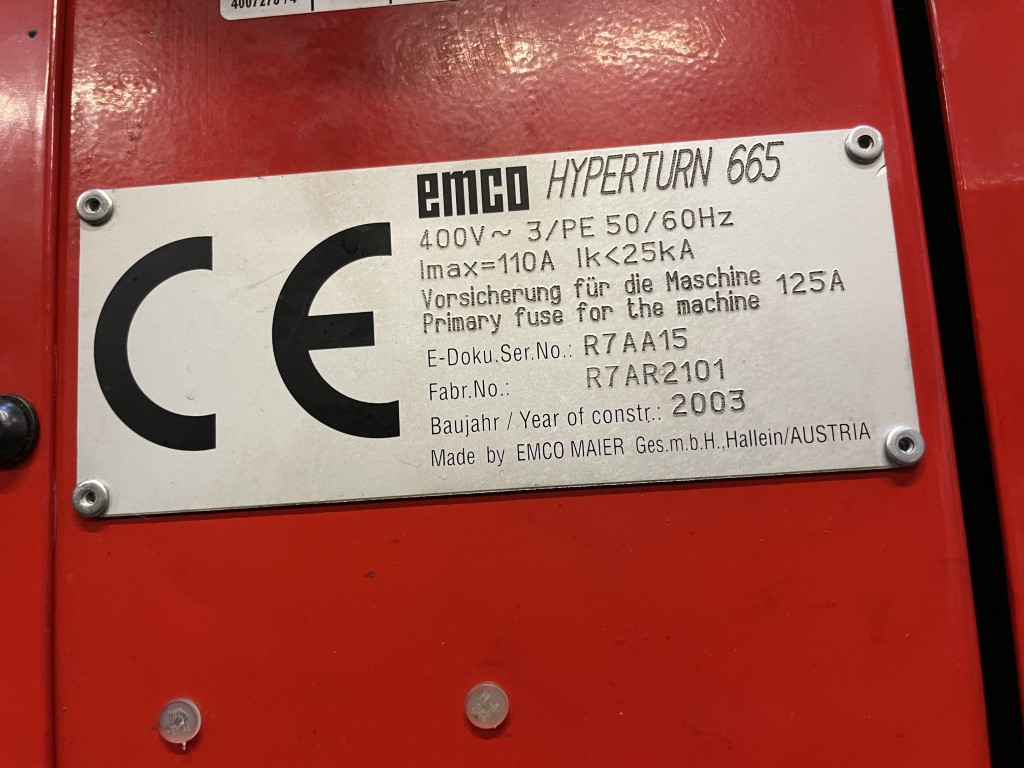 emco HYPERTURN 665
400V~ 3/PE 50/60Hz
Imax=110A Ik<25kA
Vorsicherung für die Maschine
Primary fuse for the machine 125A
E-Doku.Ser.No.: R7AA15
Fabr.No.: R7AR2101
Baujahr / Year of constr.: 2003
Made by EMCO MAIER Ges.m.b.H.,Hallein/AUSTRIA
CE